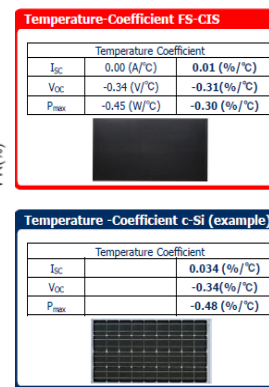 Temperature-Coefficient FS-CIS
Temperature Coefficient
ISC 0.00 (A/℃) 0.01 (%/℃)
VOC -0.34 (V/℃) -0.31(%/℃)
Pmax -0.45 (W/℃) -0.30 (%/℃)
Temperature -Coefficient c-Si (example)
Temperature Coefficient
ISC 0.034 (%/℃)
VOC -0.34(%/℃)
Pmax -0.48 (%/℃)